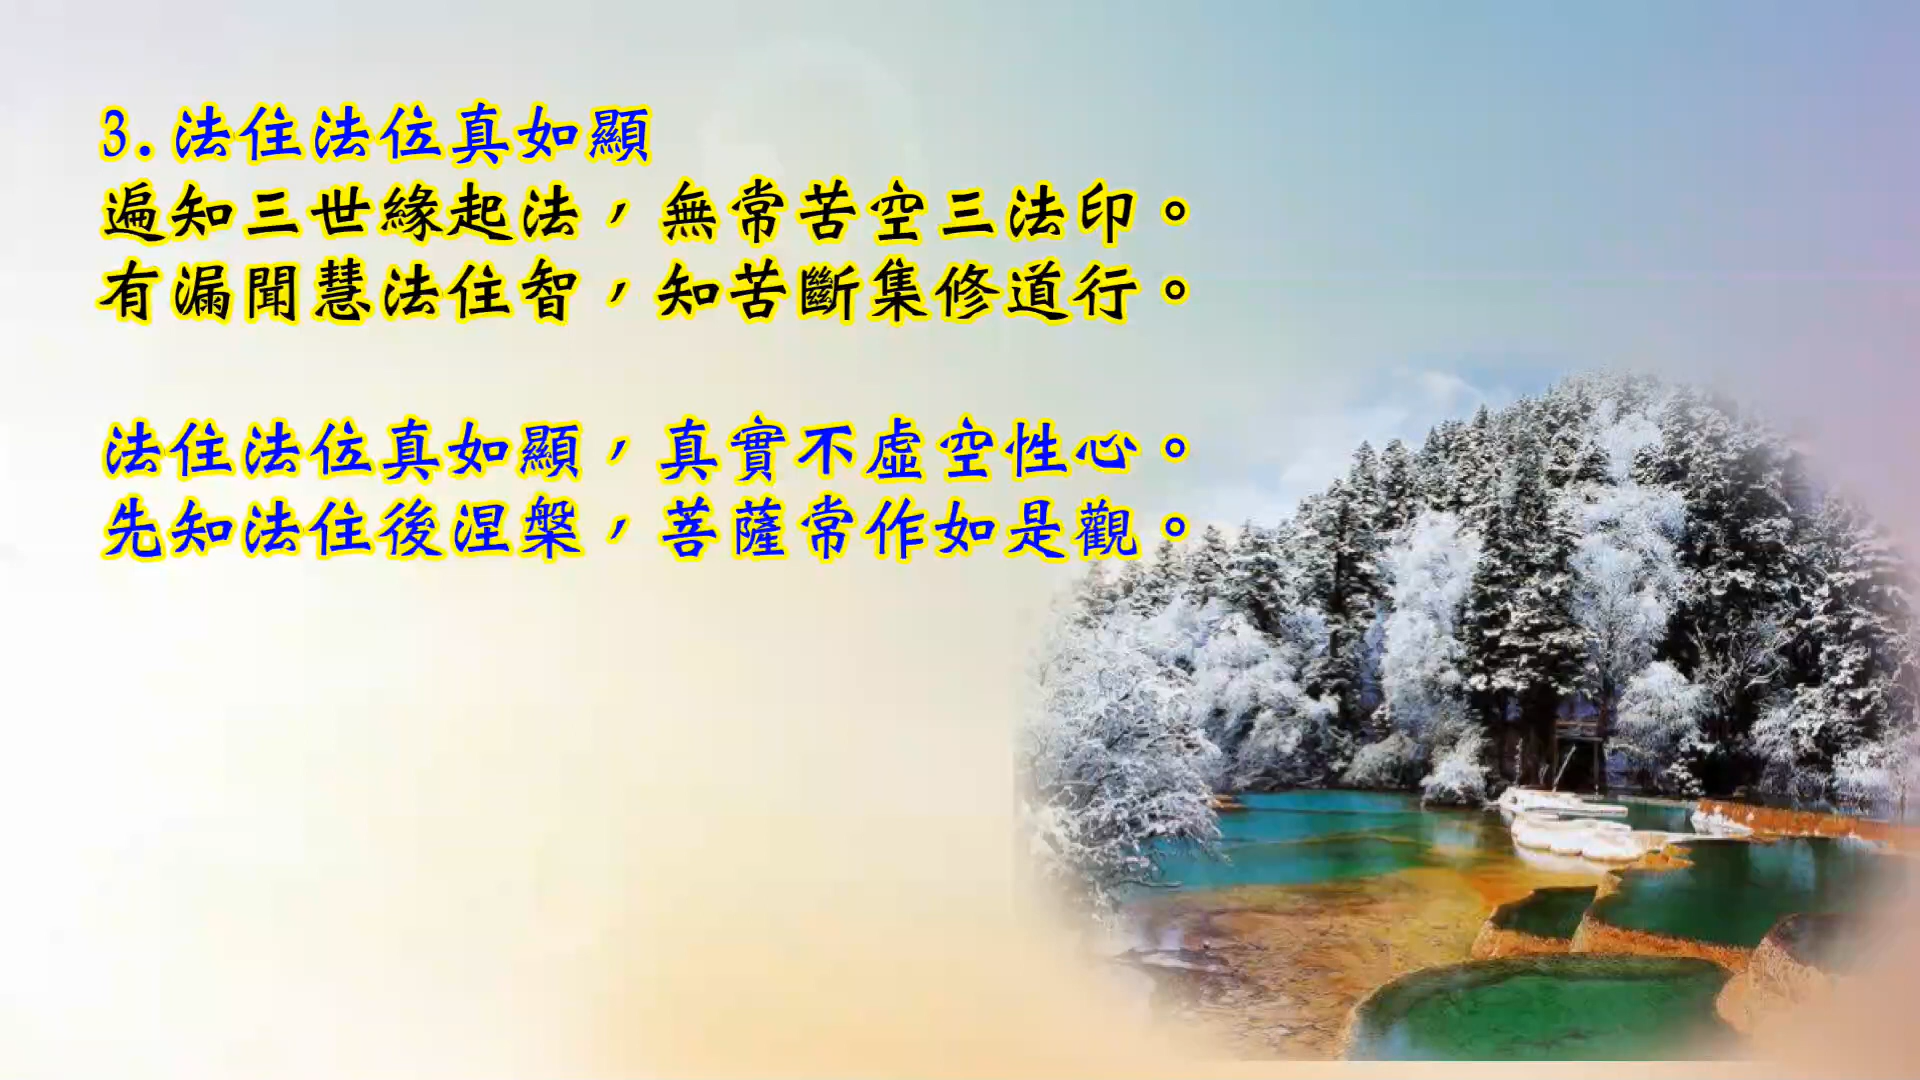 3.法住法位真如顯
遍知三世緣起法，無常苦空三法印。
有漏聞慧法住智，知苦斷集修道行。
法住法位真如顯，真實不虛空性心。
先知法住後涅槃，菩薩常作如是觀。